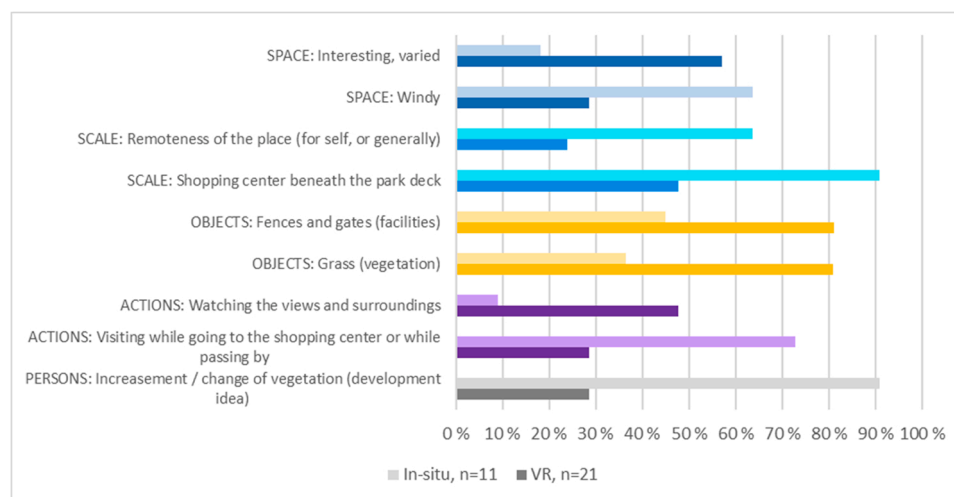 SPACE: Interesting, varied
SPACE: Windy
SCALE: Remoteness of the place (for self, or generally)
SCALE: Shopping center beneath the park deck
OBJECTS: Fences and gates (facilities)
OBJECTS: Grass (vegetation)
ACTIONS: Watching the views and surroundings
ACTIONS: Visiting while going to the shopping center or while
passing by
PERSONS: Increasement / change of vegetation (development
idea)
0 % 10 % 20 % 30 % 40 % 50 % 60 % 70 % 80 % 90 % 100 %
In-situ, n=11 VR, n=21